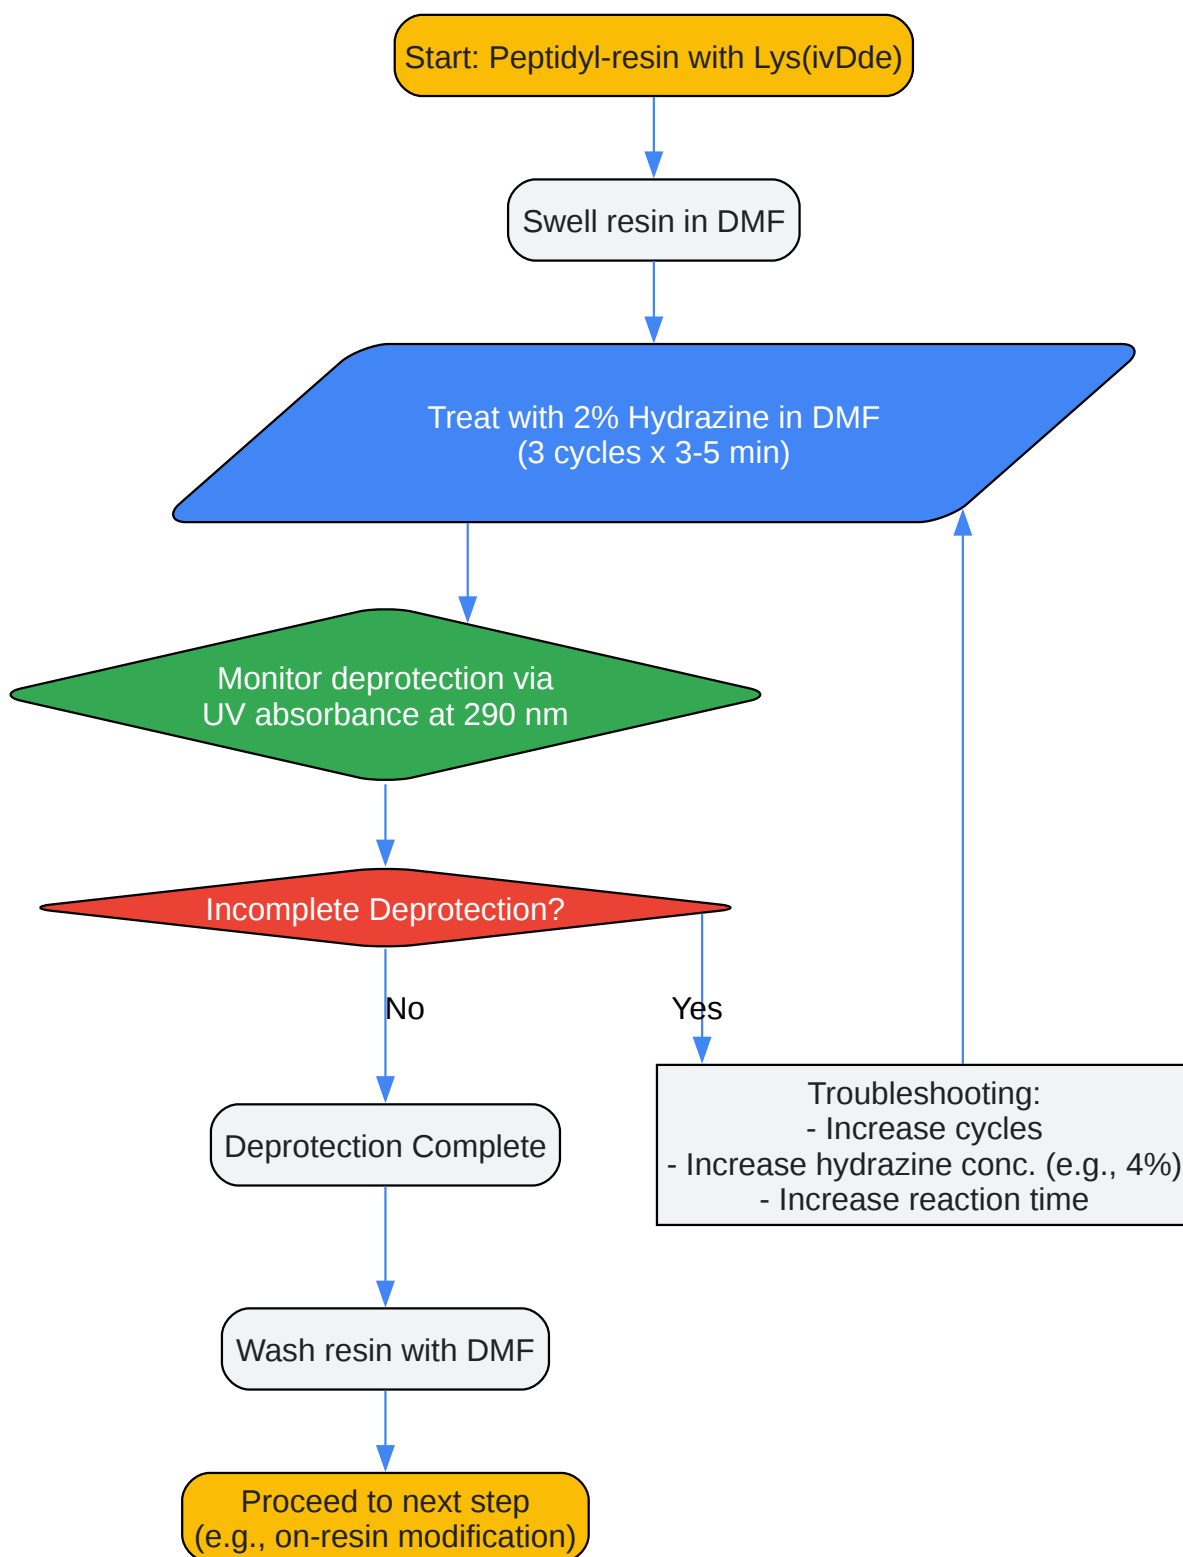 Start: Peptidyl-resin with Lys(ivDde)
Swell resin in DMF
Treat with 2% Hydrazine in DMF
(3 cycles x 3-5 min)
Monitor deprotection via
UV absorbance at 290 nm
Incomplete Deprotection?
No
Yes
Troubleshooting:
- Increase cycles
- Increase hydrazine conc. (e.g., 4%)
- Increase reaction time
Deprotection Complete
Wash resin with DMF
Proceed to next step
(e.g., on-resin modification)